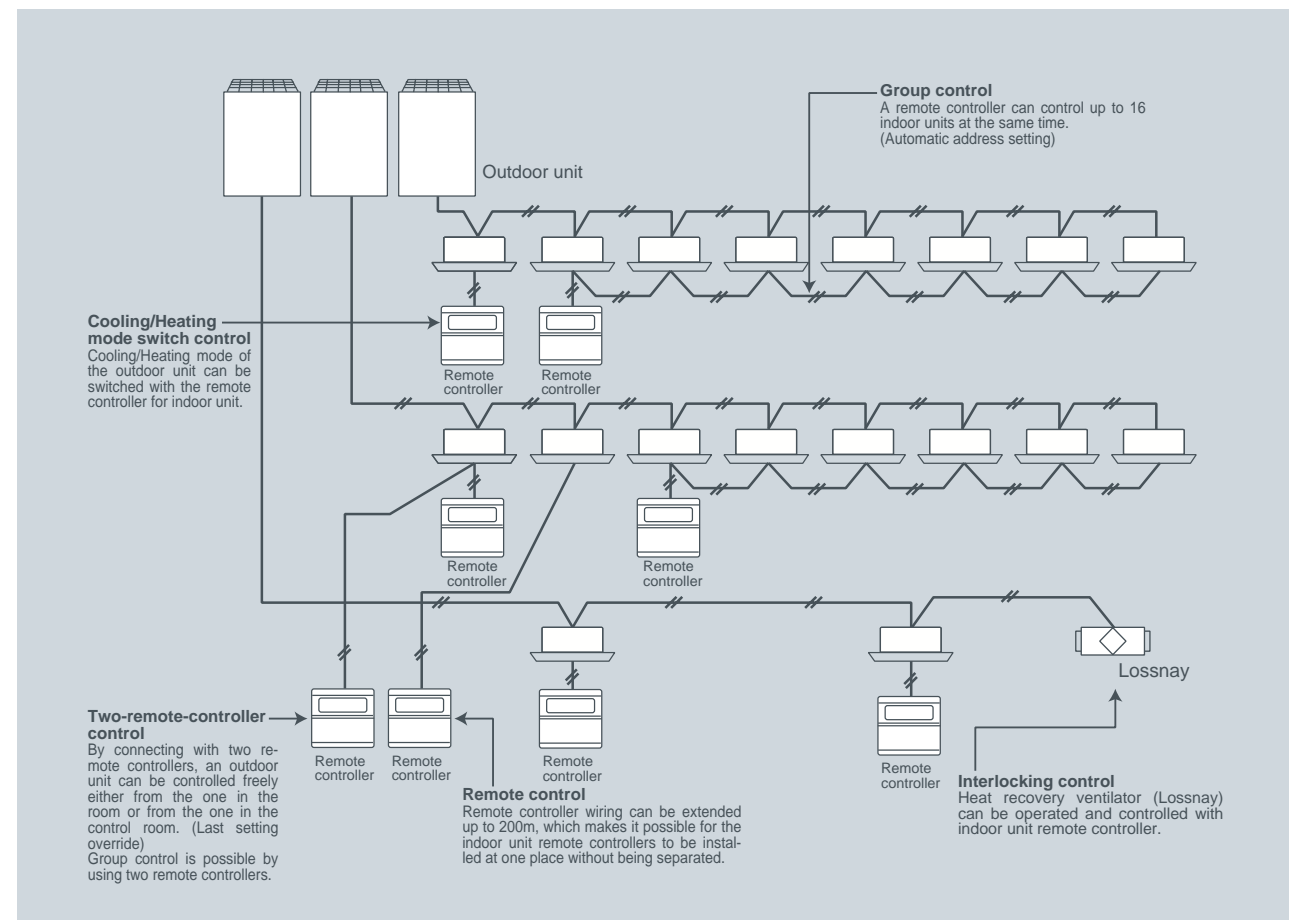 Group control
A remote controller can control up to 16
indoor units at the same time.
(Automatic address setting)
Outdoor unit
Cooling/Heating
mode switch control
Cooling/Heating mode of
the outdoor unit can be
switched with the remote
controller for indoor unit.
Remote
controller
Remote
controller
Remote
controller
Remote
controller
Lossnay
Two-remote-controller
control
By connecting with two re-
mote controllers, an outdoor
unit can be controlled freely
either from the one in the
room or from the one in the
control room. (Last setting
override)
Group control is possible by
using two remote controllers.
Remote
controller
Remote
controller
Remote
controller
Remote
controller
Remote control
Remote controller wiring can be extended
up to 200m, which makes it possible for the
indoor unit remote controllers to be instal-
led at one place without being separated.
Interlocking control
Heat recovery ventilator (Lossnay)
can be operated and controlled with
indoor unit remote controller.